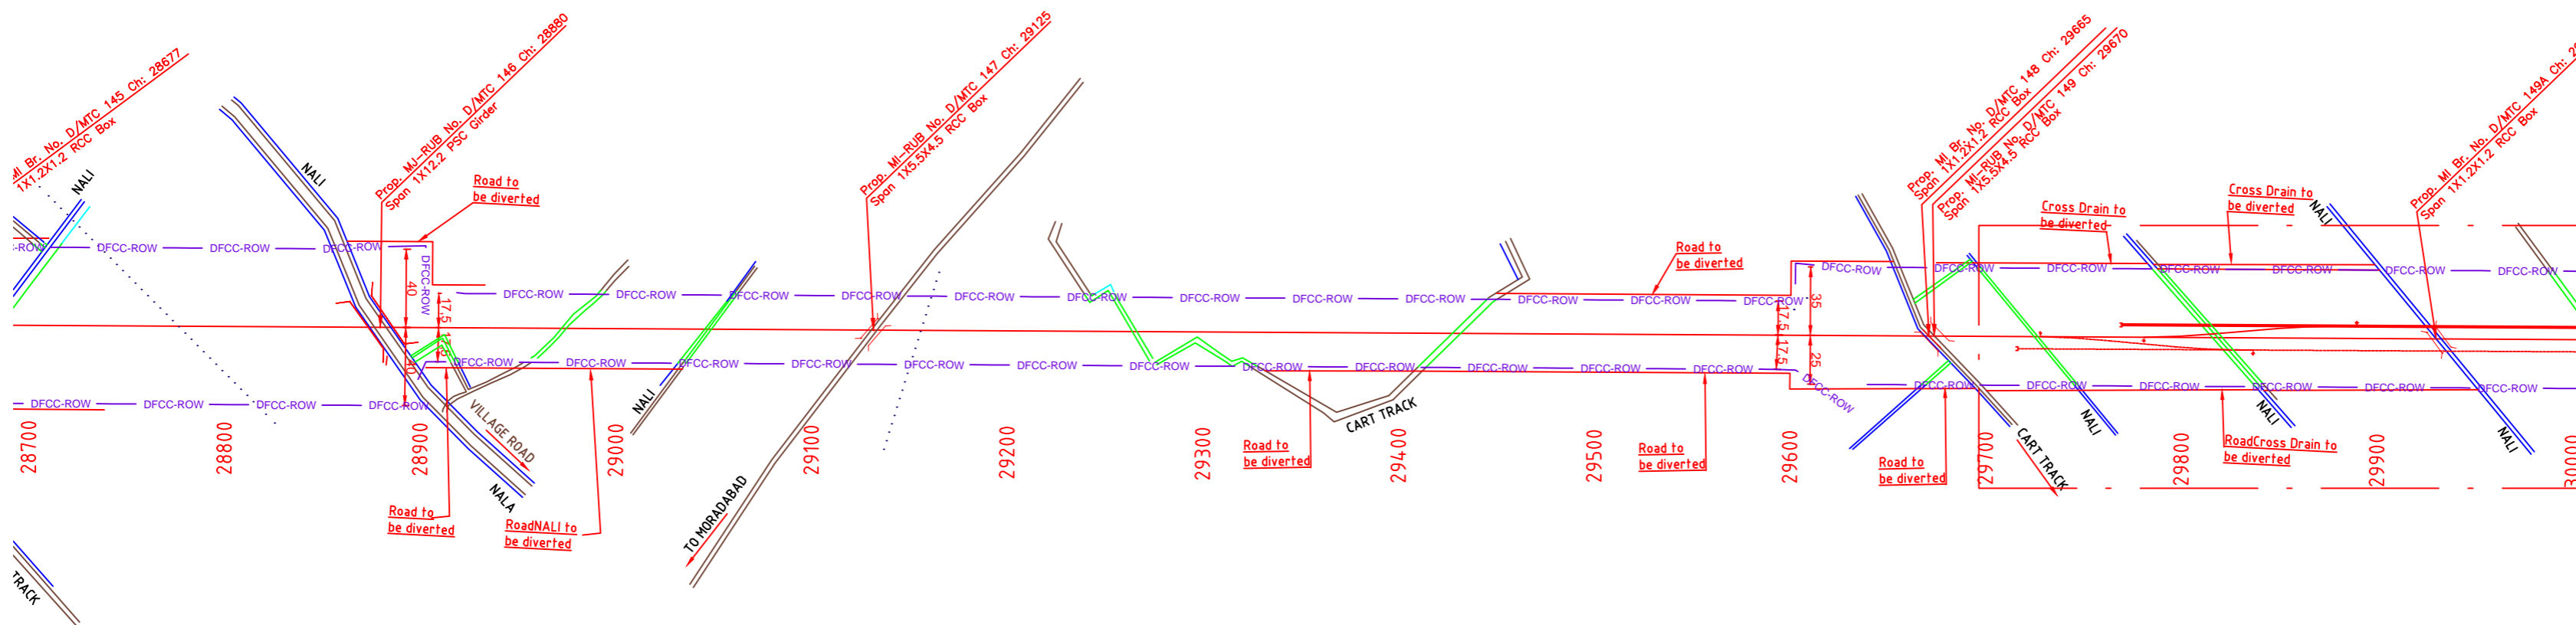 MI Br. No. D/MTC 145 Ch: 28677
1X1.2X1.2 RCC Box
NALI
NALI
Prop. MJ-RUB No. D/MTC 146 Ch: 28880
Span 1X12.2 PSC Girder
Road to
be diverted
Prop. MI-RUB No. D/MTC 147 Ch: 29125
Span 1X5.5X4.5 RCC Box
Road to
be diverted
Prop. MI Br. No. D/MTC 148 Ch: 29665
Span 1X1.2X1.2 RCC Box
Prop. MI-RUB No. D/MTC 149 Ch: 29670
Span 1X5.5X4.5 RCC Box
Cross Drain to
be diverted
Cross Drain to
be diverted
NALI
Prop. MI Br. No. D/MTC 149A Ch:
Span 1X1.2X1.2 RCC Box
-ROW DFCC-ROW DFCC-ROW DFCC-ROW
DFCC-ROW
DFCC-ROW DFCC-ROW DFCC-ROW DFCC-ROW DFCC-ROW DFCC-ROW DFCC-ROW DFCC-ROW DFCC-ROW DFCC-ROW DFCC-ROW DFCC-ROW
DFCC-ROW DFCC-ROW DFCC-ROW DFCC-ROW DFCC-ROW DFCC-ROW DFCC-ROW
40
17.5
17.5
40
17.5
17.5
35
25
DFCC-ROW DFCC-ROW DFCC-ROW DFCC-ROW
DFCC-ROW DFCC-ROW DFCC-ROW DFCC-ROW DFCC-ROW DFCC-ROW DFCC-ROW DFCC-ROW DFCC-ROW DFCC-ROW DFCC-ROW DFCC-ROW
DFCC-ROW
DFCC-ROW DFCC-ROW DFCC-ROW DFCC-ROW DFCC-ROW DFCC-ROW
NALI
VILLAGE ROAD
NALA
CART TRACK
CART TRACK
NALI
NALI
NALI
28700
28800
28900
29000
29100
29200
29300
29400
29500
29600
29700
29800
29900
30000
Road to
be diverted
RoadNALI to
be diverted
TO MORADABAD
Road to
be diverted
Road to
be diverted
Road to
be diverted
RoadCross Drain to
be diverted
TRACK